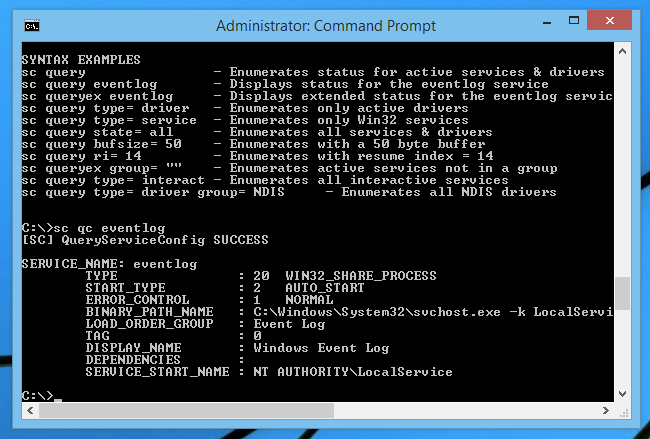 Administrator: Command Prompt
SYNTAX EXAMPLES
sc query                - Enumerates status for active services & drivers
sc query eventlog       - Displays status for the eventlog service
sc queryex eventlog     - Displays extended status for the eventlog servic
sc query type= driver   - Enumerates only active drivers
sc query type= service  - Enumerates only Win32 services
sc query state= all     - Enumerates all services & drivers
sc query bufsize= 50    - Enumerates with a 50 byte buffer
sc query ri= 14         - Enumerates with resume index = 14
sc queryex group= ""    - Enumerates active services not in a group
sc query type= interact - Enumerates all interactive services
sc query type= driver group= NDIS     - Enumerates all NDIS drivers
C:\>sc qc eventlog
[SC] QueryServiceConfig SUCCESS
SERVICE_NAME: eventlog
        TYPE               : 20  WIN32_SHARE_PROCESS
        START_TYPE         : 2   AUTO_START
        ERROR_CONTROL      : 1   NORMAL
        BINARY_PATH_NAME   : C:\Windows\System32\svchost.exe -k LocalServi
        LOAD_ORDER_GROUP   : Event Log
        TAG                : 0
        DISPLAY_NAME       : Windows Event Log
        DEPENDENCIES       :
        SERVICE_START_NAME : NT AUTHORITY\LocalService
C:\>_